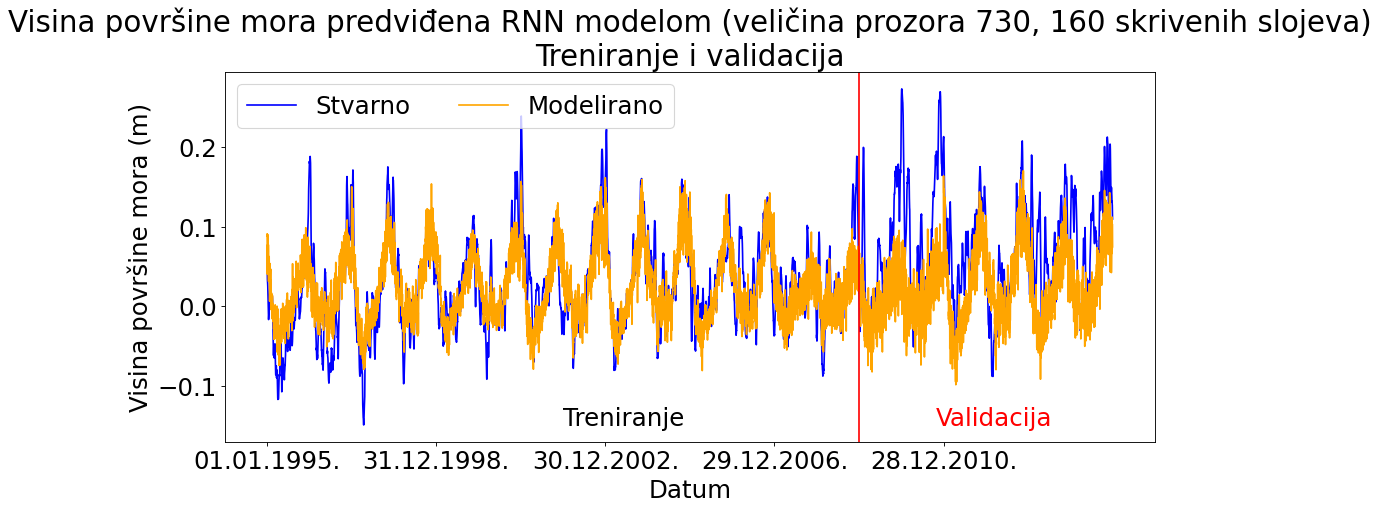 Visina površine mora predviđena RNN modelom (veličina prozora 730, 160 skrivenih slojeva)
Treniranje i validacija
Stvarno
Modelirano
Visina površine mora (m)
0.2
0.1
0.0
−0.1
Treniranje
Validacija
01.01.1995.
31.12.1998.
30.12.2002.
29.12.2006.
28.12.2010.
Datum